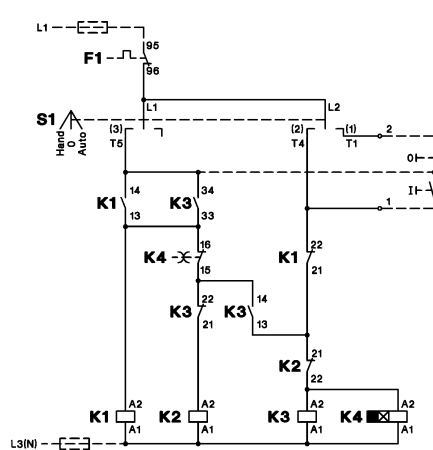 L1
95
F1
96
L1 L2
S1
Hand
0
Auto
(3) (2) (1) 2
T5 T4 T1
0
I
14 34 1
K1 K3
13 33
16 22
K4 K1
15 21
22 14
K3 K3
21 13
21
K2
22
A2 A2 A2 A2
K1 K2 K3 K4
A1 A1 A1 A1
L3(N)